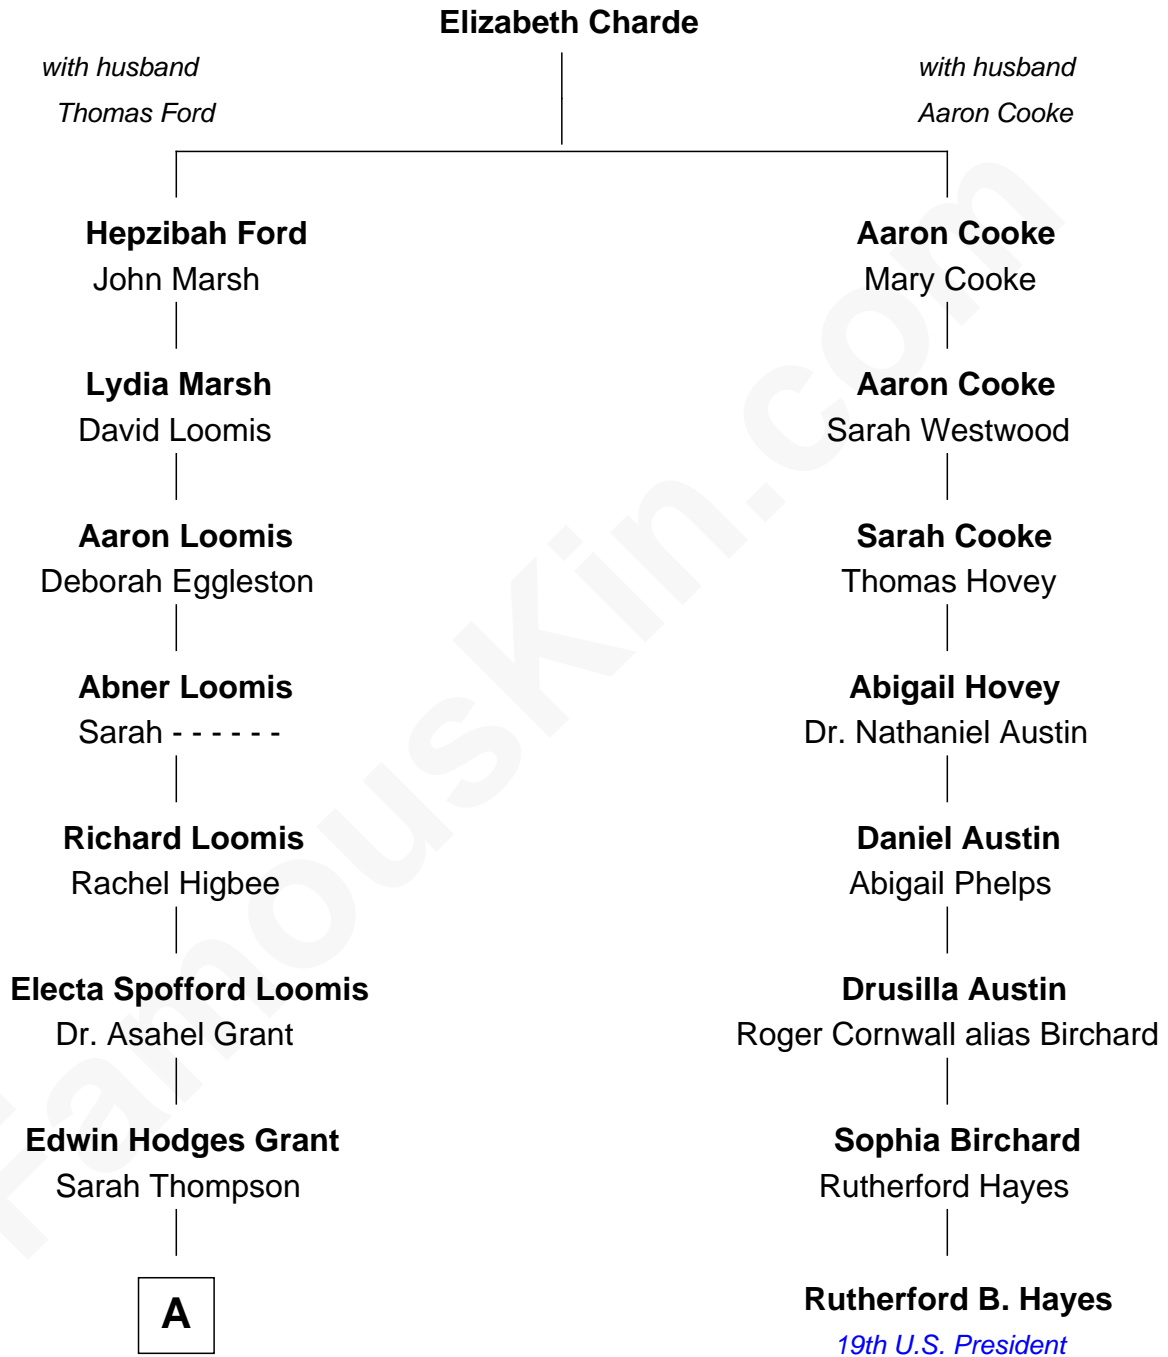 Elizabeth Charde
with husband
Thomas Ford
with husband
Aaron Cooke
Hepzibah Ford
John Marsh
Aaron Cooke
Mary Cooke
Lydia Marsh
David Loomis
Aaron Cooke
Sarah Westwood
Aaron Loomis
Deborah Eggleston
Sarah Cooke
Thomas Hovey
Abner Loomis
Sarah - - - - - -
Abigail Hovey
Dr. Nathaniel Austin
Richard Loomis
Rachel Higbee
Daniel Austin
Abigail Phelps
Electa Spofford Loomis
Dr. Asahel Grant
Drusilla Austin
Roger Cornwall alias Birchard
Edwin Hodges Grant
Sarah Thompson
Sophia Birchard
Rutherford Hayes
A
Rutherford B. Hayes
19th U.S. President
FamousKin.com